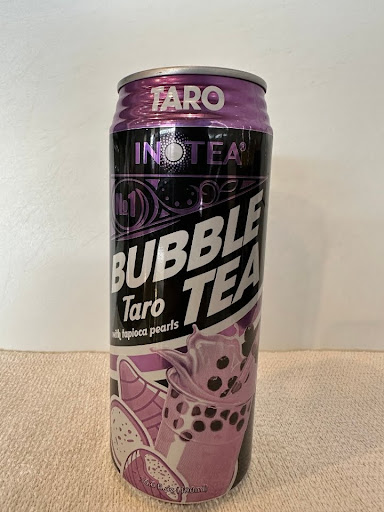 TARO
INOTEA®
No1
BUBBLE
TEA
Taro
with tapioca pearls